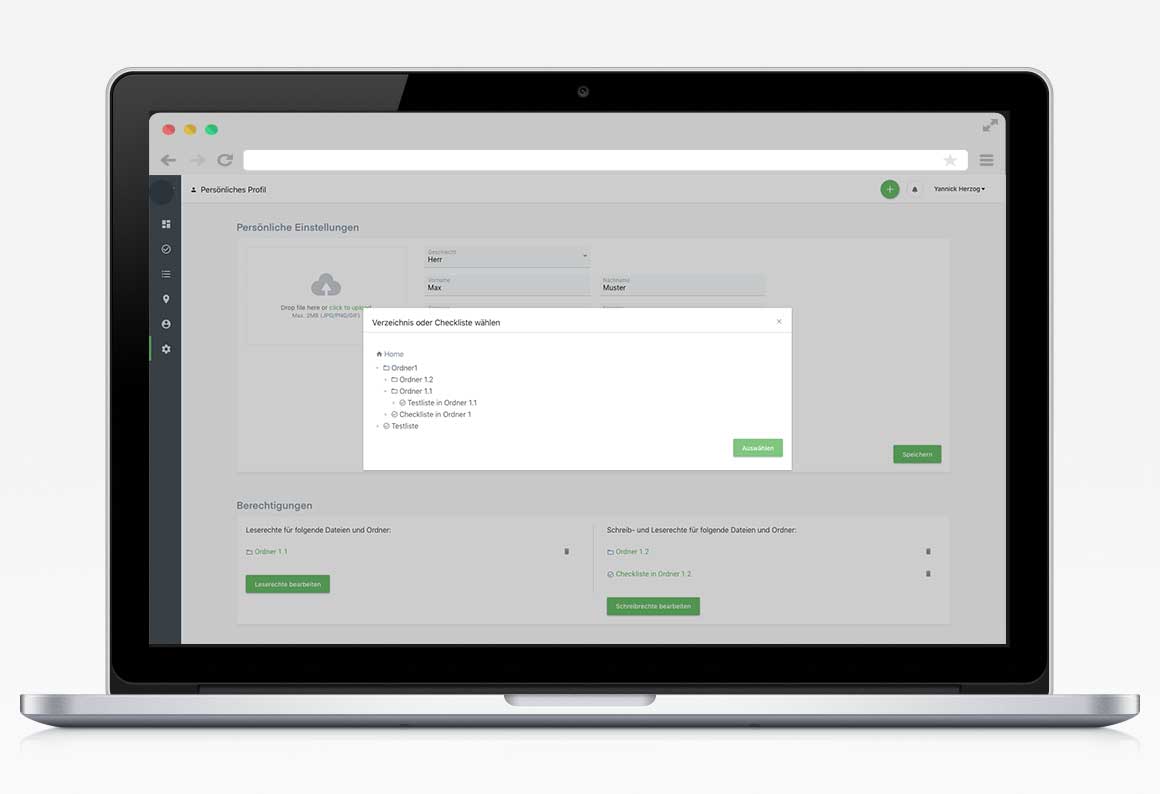 Persönliches Profil
Yannick Herzog
Persönliche Einstellungen
Geschlecht
Herr
Vorname
Max
Nachname
Muster
Drop file here or click to upload
Max. 2MB (JPG/PNG/GIF)
Verzeichnis oder Checkliste wählen
Home
Ordner1
Ordner 1.2
Ordner 1.1
Testliste in Ordner 1.1
Checkliste in Ordner 1
Testliste
Auswählen
Speichern
Berechtigungen
Leserechte für folgende Dateien und Ordner:
Ordner 1.1
Leserechte bearbeiten
Schreib- und Leserechte für folgende Dateien und Ordner:
Ordner 1.2
Checkliste in Ordner 1.2.
Schreibrechte bearbeiten